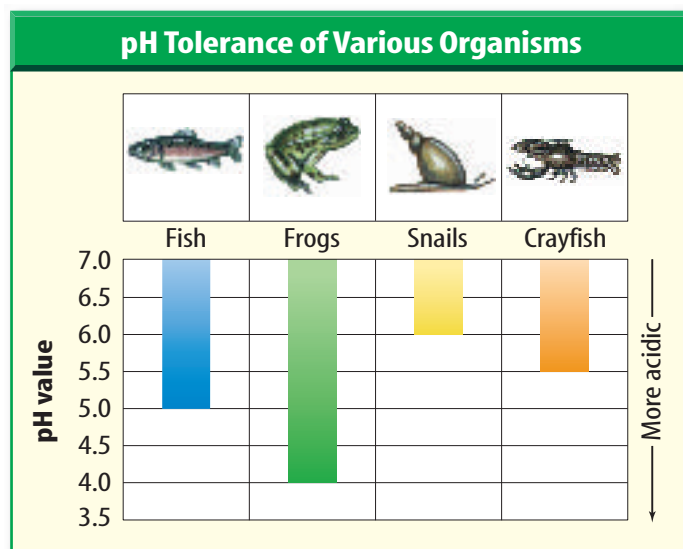 pH Tolerance of Various Organisms
Fish Frogs Snails Crayfish
7.0
6.5
6.0
5.5
5.0
4.5
4.0
3.5
pH value
More acidic